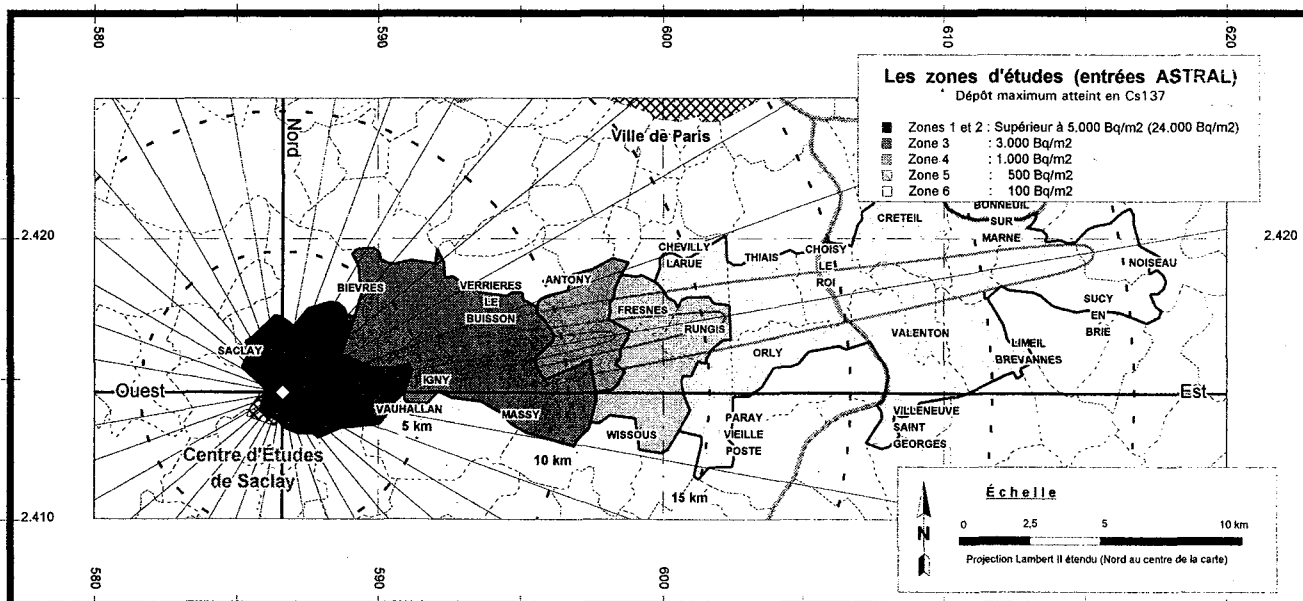 580
590
600
610
620
Les zones d'études (entrées ASTRAL)
Dépôt maximum atteint en Cs137
Zones 1 et 2 : Supérieur à 5.000 Bq/m2 (24.000 Bq/m2)
Zone 3 : 3.000 Bq/m2
Zone 4 : 1.000 Bq/m2
Zone 5 : 500 Bq/m2
Zone 6 : 100 Bq/m2
Nord
Ville de Paris
2.420
2.420
BONNEUIL
SUR
MARNE
CRETEIL
CHEVILLY
LARUE
THIAIS
CHOISY
LE
ROI
NOISEAU
BIEVRES
VERRIERES
LE
BUISSON
ANTONY
FRESNES
RUNGIS
SUCY
EN
BRIE
SACLAY
ORLY
VALENTON
LIMEIL
BREVANNES
Ouest
IGNY
Est
VAUHALLAN
5 km
MASSY
WISSOUS
PARAY
VIEILLE
POSTE
VILLENEUVE
SAINT
GEORGES
Centre d'Etudes
de Saclay
10 km
15 km
2.410
Échelle
0 2,5 5 10 km
N
Projection Lambert II étendu (Nord au centre de la carte)
580
590
600
610
620